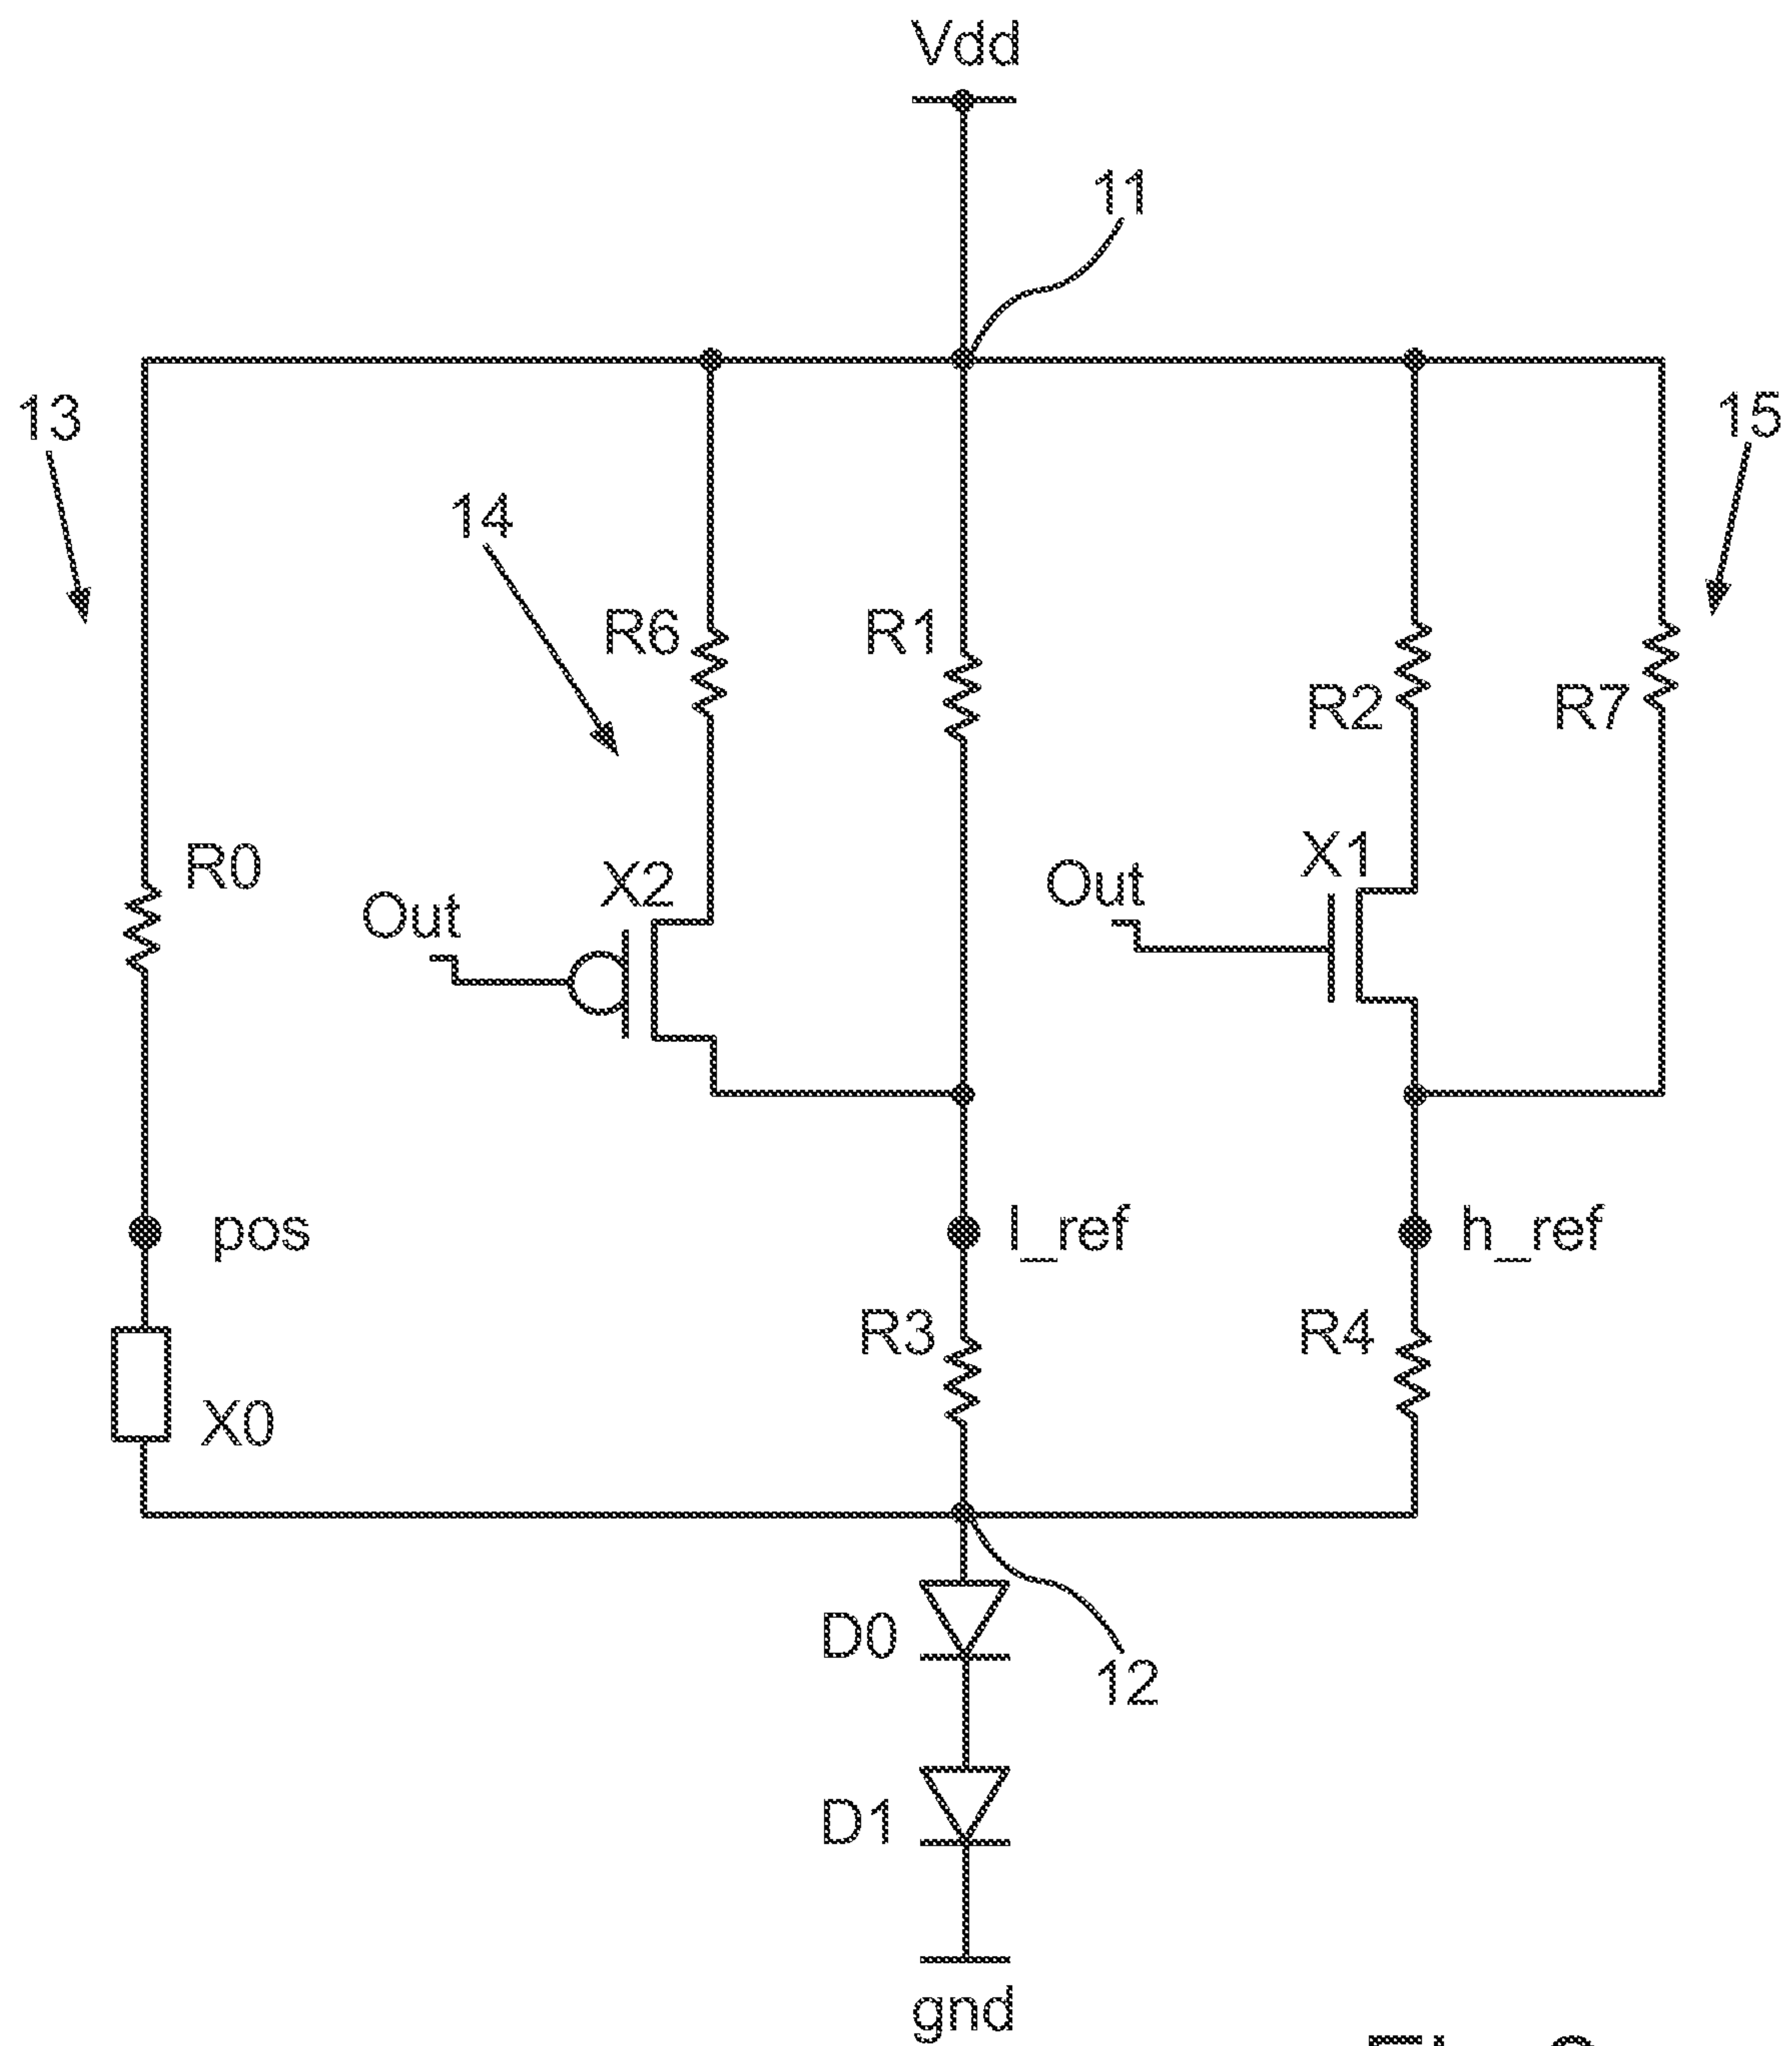 Vdd
11
13
15
14
R6
R1
R2
R7
R0
X2
X1
Out
Out
pos
l_ref
h_ref
R3
R4
X0
D0
12
D1
gnd